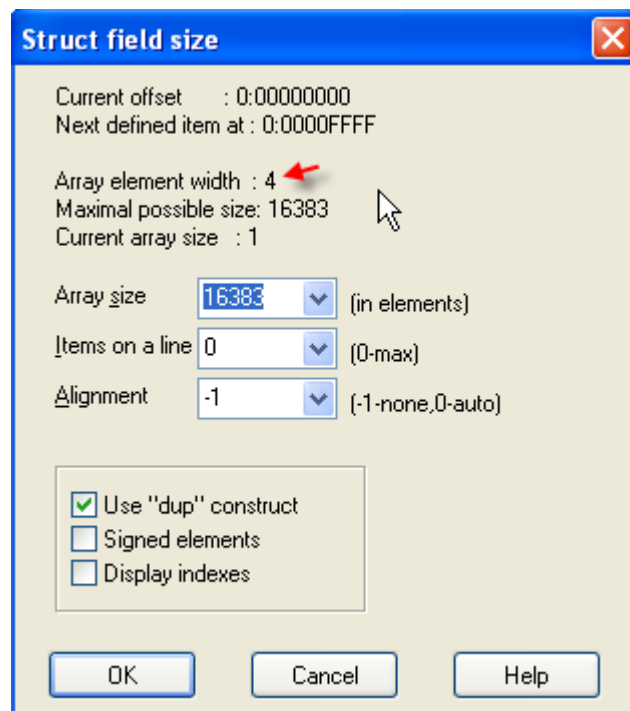 Struct field size
Current offset : 0:00000000
Next defined item at : 0:0000FFFF
Array element width : 4
Maximal possible size: 16383
Current array size : 1
Array size 16383 (in elements)
Items on a line 0 (0-max)
Alignment -1 (-1-none,0-auto)
Use "dup" construct
Signed elements
Display indexes
OK Cancel Help